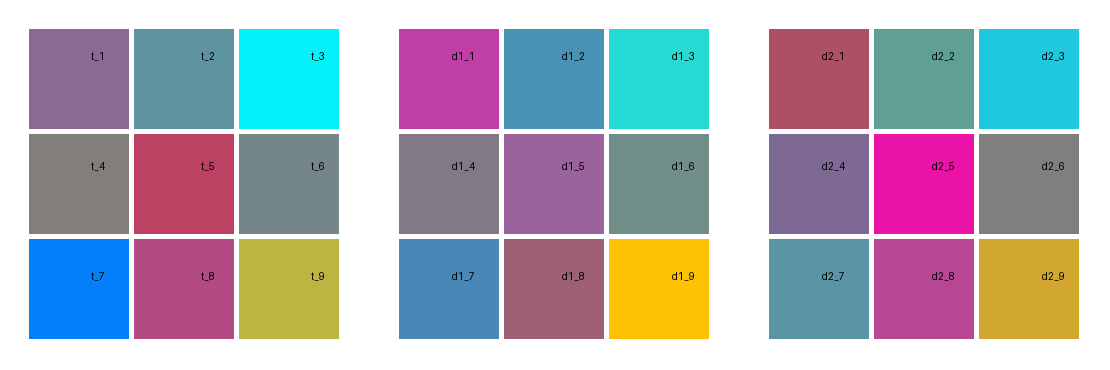 t_1 t_2 t_3 d1_1 d1_2 d1_3 d2_1 d2_2 d2_3
t_4 t_5 t_6 d1_4 d1_5 d1_6 d2_4 d2_5 d2_6
t_7 t_8 t_9 d1_7 d1_8 d1_9 d2_7 d2_8 d2_9